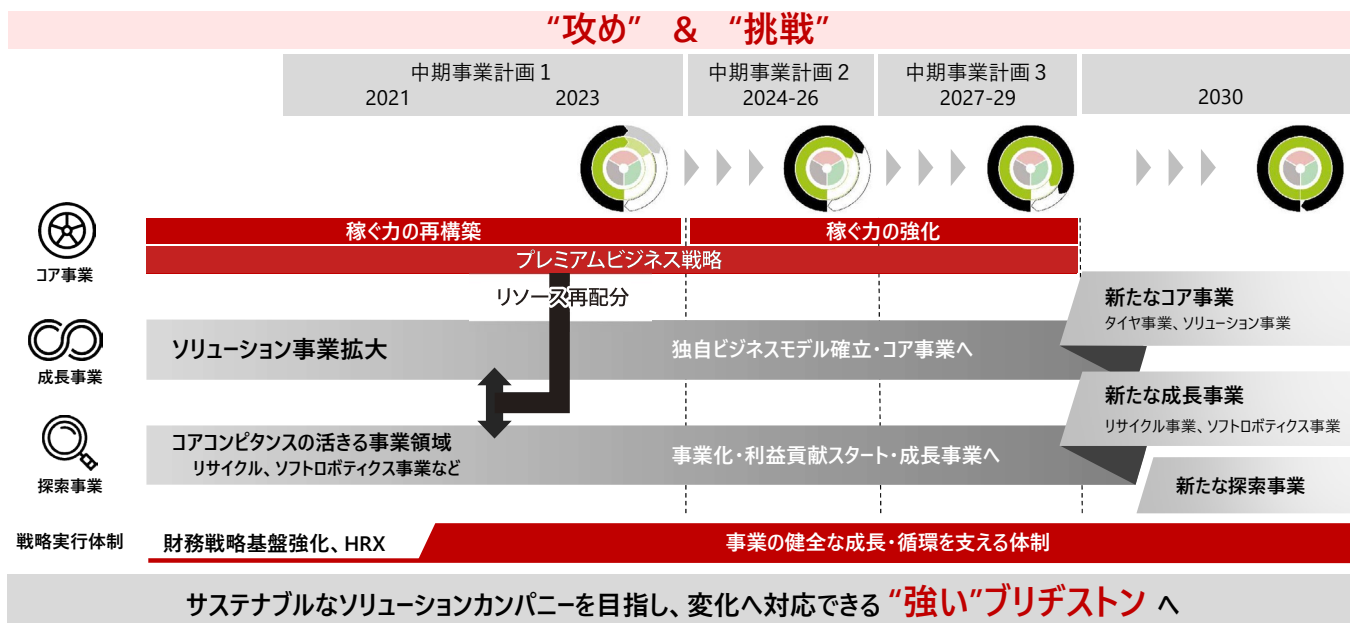 “攻め” & “挑戦”
中期事業計画1
2021 2023
中期事業計画2
2024-26
中期事業計画3
2027-29
2030
コア事業
稼ぐ力の再構築
稼ぐ力の強化
プレミアムビジネス戦略
リソース再配分
成長事業
ソリューション事業拡大
独自ビジネスモデル確立・コア事業へ
新たなコア事業
タイヤ事業、ソリューション事業
探索事業
コアコンピタンスの活きる事業領域
リサイクル、ソフトロボティクス事業など
事業化・利益貢献スタート・成長事業へ
新たな成長事業
リサイクル事業、ソフトロボティクス事業
新たな探索事業
戦略実行体制
財務戦略基盤強化、HRX
事業の健全な成長・循環を支える体制
サステナブルなソリューションカンパニーを目指し、変化へ対応できる “強い”ブリヂストン へ